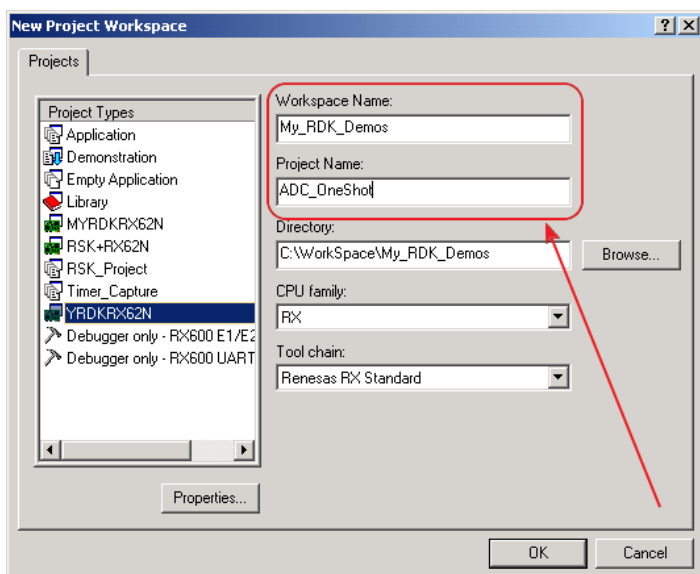 New Project Workspace
Projects
Project Types
Application
Demonstration
Empty Application
Library
MYRDKRX62N
RSK+RX62N
RSK_Project
Timer_Capture
YRDKRX62N
Debugger only - RX600 E1/E2
Debugger only - RX600 UART
Properties...
Workspace Name:
My_RDK_Demos
Project Name:
ADC_OneShot
Directory:
C:\WorkSpace\My_RDK_Demos
Browse...
CPU family:
RX
Tool chain:
Renesas RX Standard
OK
Cancel